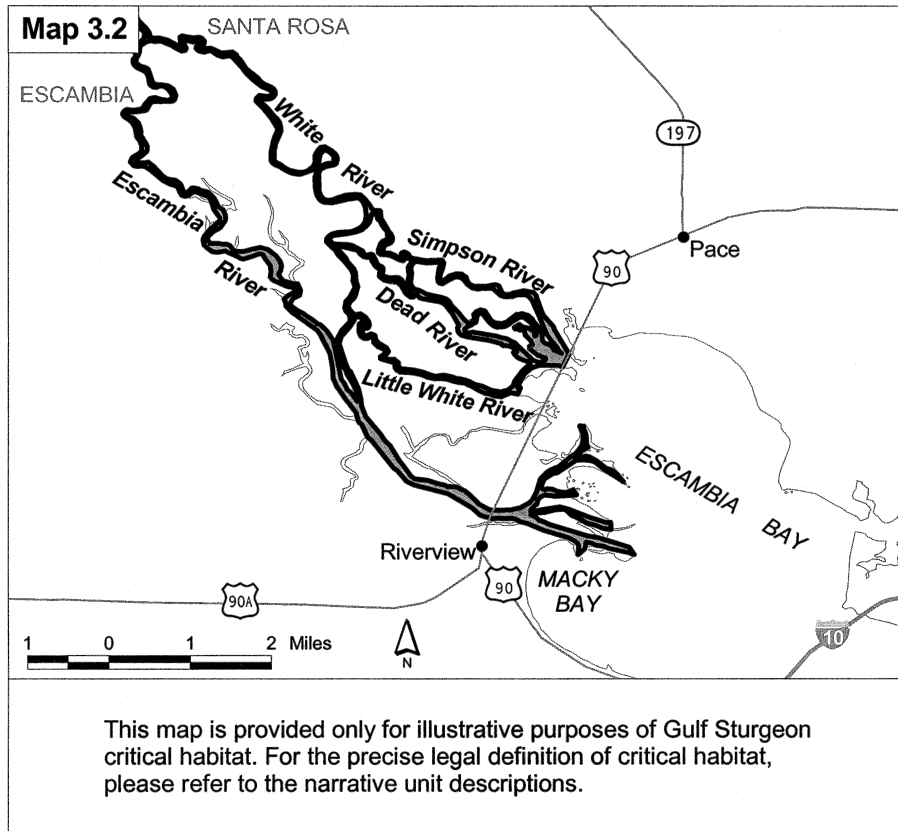 Map 3.2
SANTA ROSA
ESCAMBIA
White
River
197
Escambia
River
Simpson River
Pace
90
Dead River
Little White River
ESCAMBIA
BAY
Riverview
90
MACKY
BAY
90A
10
1 0 1 2 Miles
N
This map is provided only for illustrative purposes of Gulf Sturgeon
critical habitat. For the precise legal definition of critical habitat,
please refer to the narrative unit descriptions.